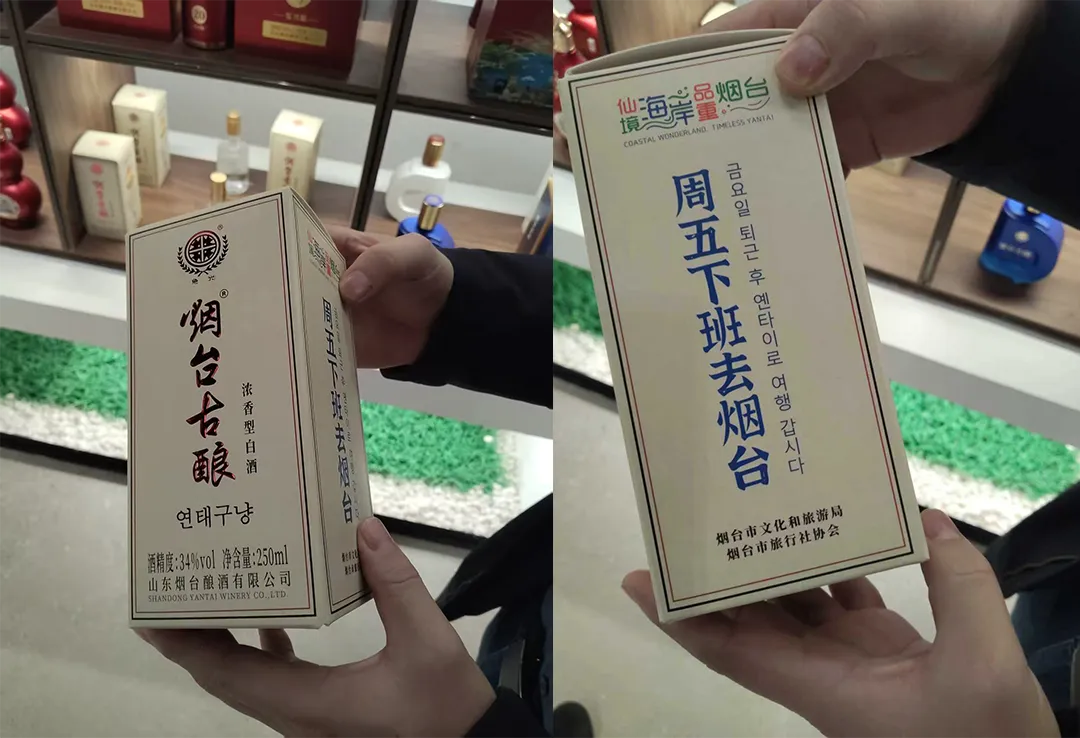 烟台古酿
®
浓香型白酒
연태구냥
酒精度:34%vol 净含量:250ml
山东烟台酿酒有限公司
SHANDONG YANTAI WINERY CO.,LTD.
周五下班去烟台
仙境海岸 品重烟台
COASTAL WONDERLAND, TIMELESS YANTAI
周五下班去烟台
금요일 퇴근 후 옌타이로 여행 갑시다
烟台市文化和旅游局
烟台市旅行社协会